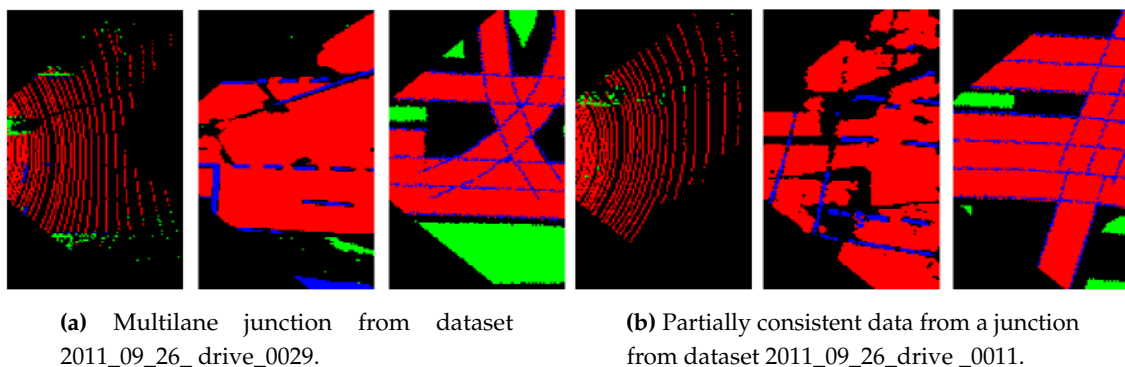 (a) Multilane junction from dataset
2011_09_26_ drive_0029.
(b) Partially consistent data from a junction
from dataset 2011_09_26_drive _0011.